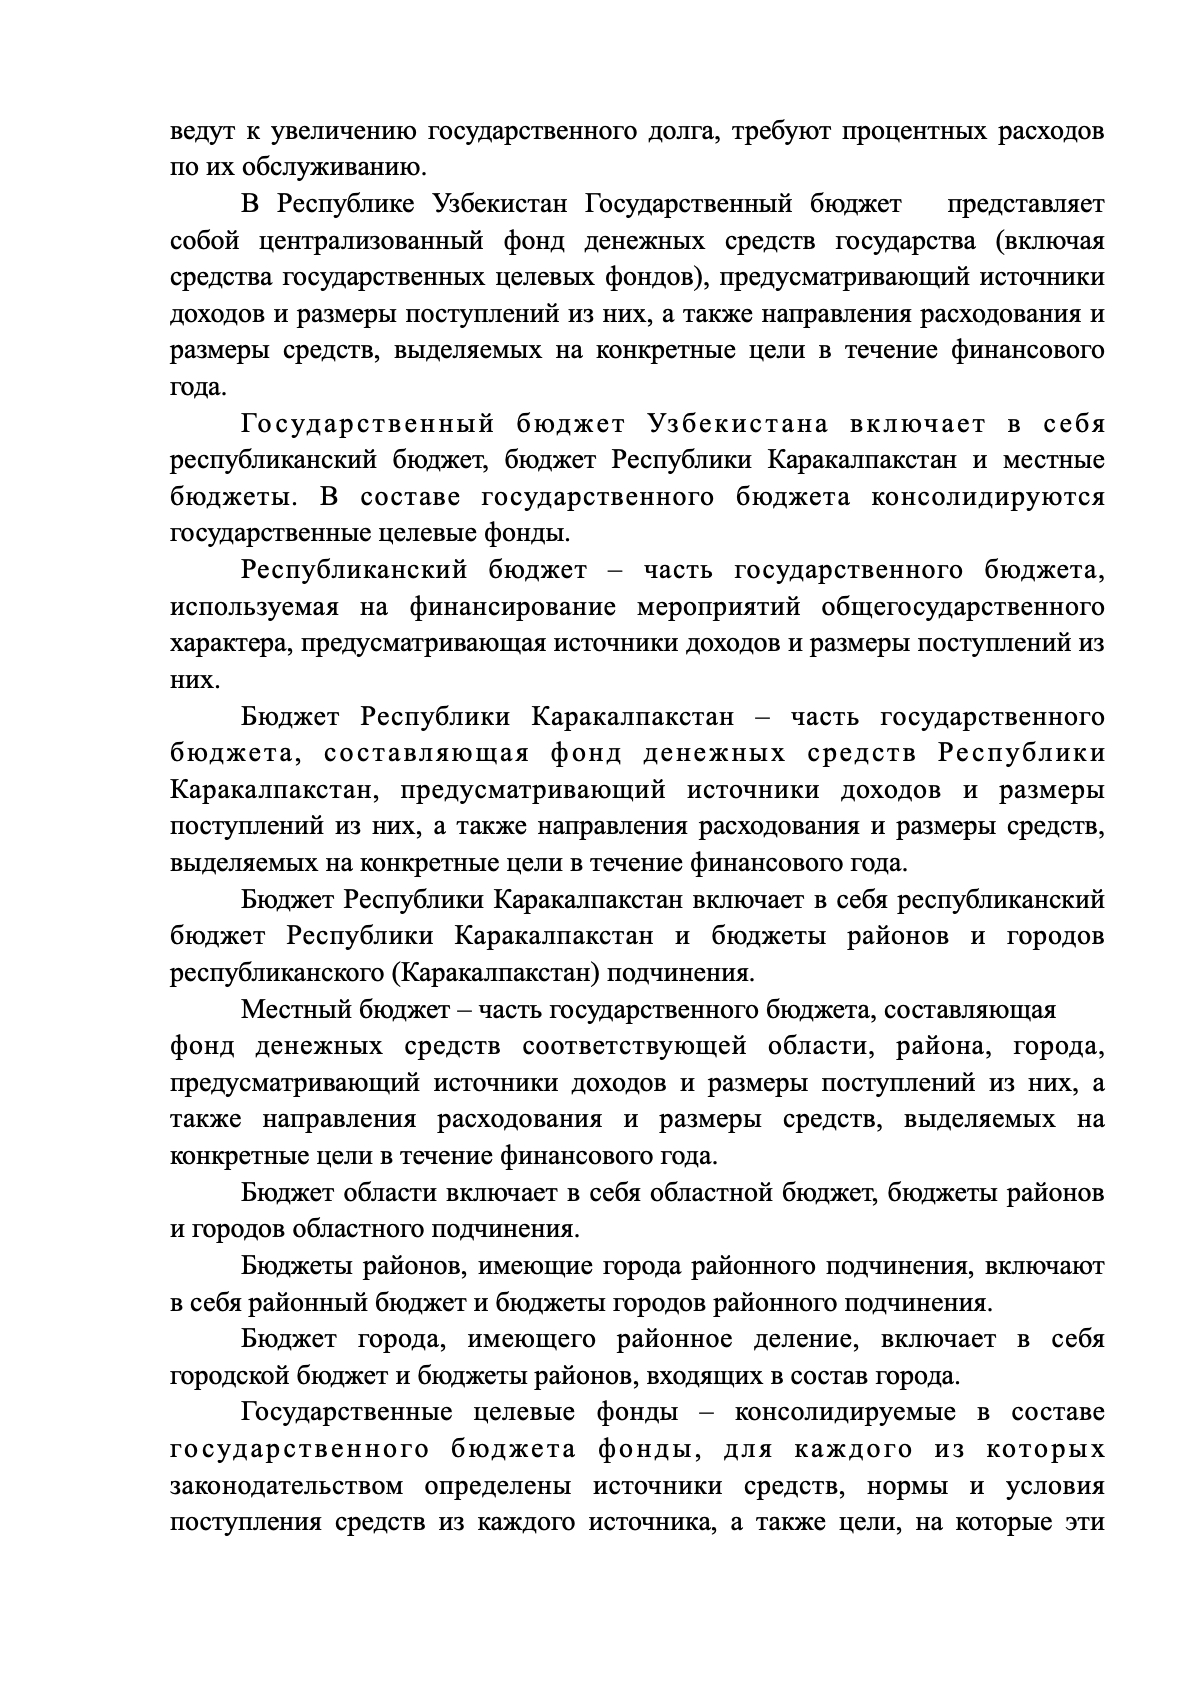 ведут к увеличению государственного долга, требуют процентных расходов
по их обслуживанию.
В Республике Узбекистан Государственный бюджет представляет
собой централизованный фонд денежных средств государства (включая
средства государственных целевых фондов), предусматривающий источники
доходов и размеры поступлений из них, а также направления расходования и
размеры средств, выделяемых на конкретные цели в течение финансового
года.
Государственный бюджет Узбекистана включает в себя
республиканский бюджет, бюджет Республики Каракалпакстан и местные
бюджеты. В составе государственного бюджета консолидируются
государственные целевые фонды.
Республиканский бюджет – часть государственного бюджета,
используемая на финансирование мероприятий общегосударственного
характера, предусматривающая источники доходов и размеры поступлений из
них.
Бюджет Республики Каракалпакстан – часть государственного
бюджета, составляющая фонд денежных средств Республики
Каракалпакстан, предусматривающий источники доходов и размеры
поступлений из них, а также направления расходования и размеры средств,
выделяемых на конкретные цели в течение финансового года.
Бюджет Республики Каракалпакстан включает в себя республиканский
бюджет Республики Каракалпакстан и бюджеты районов и городов
республиканского (Каракалпакстан) подчинения.
Местный бюджет – часть государственного бюджета, составляющая
фонд денежных средств соответствующей области, района, города,
предусматривающий источники доходов и размеры поступлений из них, а
также направления расходования и размеры средств, выделяемых на
конкретные цели в течение финансового года.
Бюджет области включает в себя областной бюджет, бюджеты районов
и городов областного подчинения.
Бюджеты районов, имеющие города районного подчинения, включают
в себя районный бюджет и бюджеты городов районного подчинения.
Бюджет города, имеющего районное деление, включает в себя
городской бюджет и бюджеты районов, входящих в состав города.
Государственные целевые фонды – консолидируемые в составе
государственного бюджета фонды, для каждого из которых
законодательством определены источники средств, нормы и условия
поступления средств из каждого источника, а также цели, на которые эти